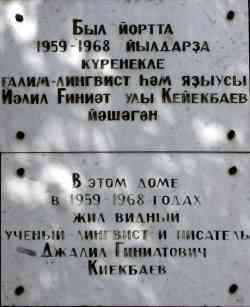 Был йортта
1959-1968 йылдарҙа
күренекле
ғалим-лингвист һәм яҙыусы
Йәлил Ғиниәт улы Кейекбаев
йәшәгән
В этом доме
в 1959-1968 годах
жил видный
ученый-лингвист и писатель
Джалил Гиниятович
Киекбаев